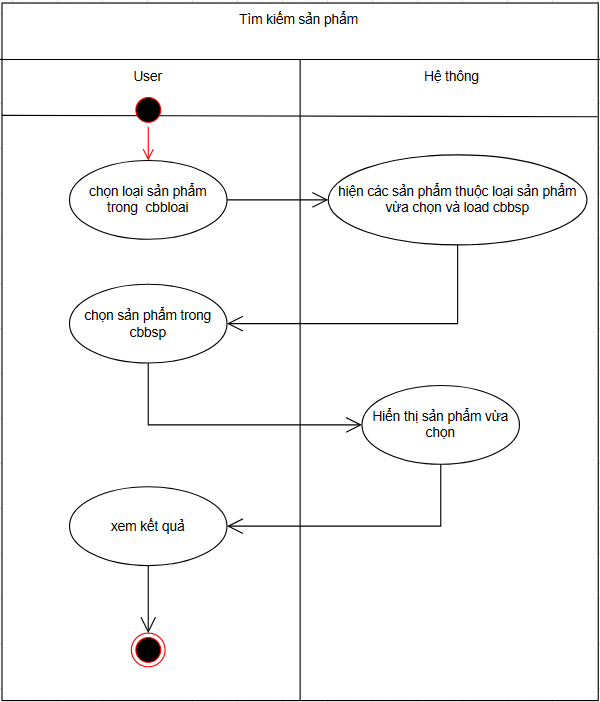 Tìm kiếm sản phẩm
User
Hệ thông
chọn loại sản phẩm
trong cbbloai
hiện các sản phẩm thuộc loại sản phẩm
vừa chọn và load cbbsp
chọn sản phẩm trong
cbbsp
Hiển thị sản phẩm vừa
chọn
xem kết quả